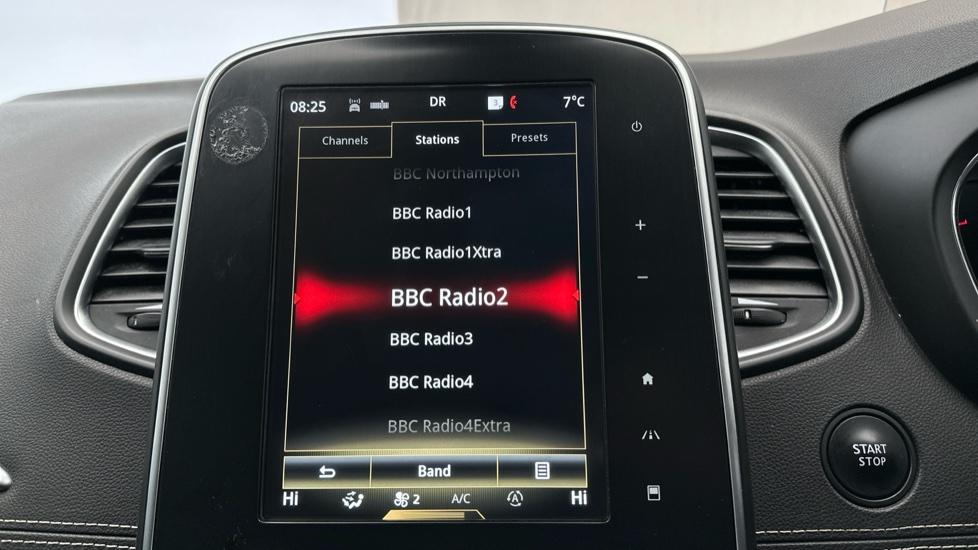 08:25 DR 3 7°C
Channels Stations Presets
BBC Northampton
BBC Radio1
BBC Radio1Xtra
BBC Radio2
BBC Radio3
BBC Radio4
BBC Radio4Extra
Band
Hi 2 A/C A Hi
START
STOP